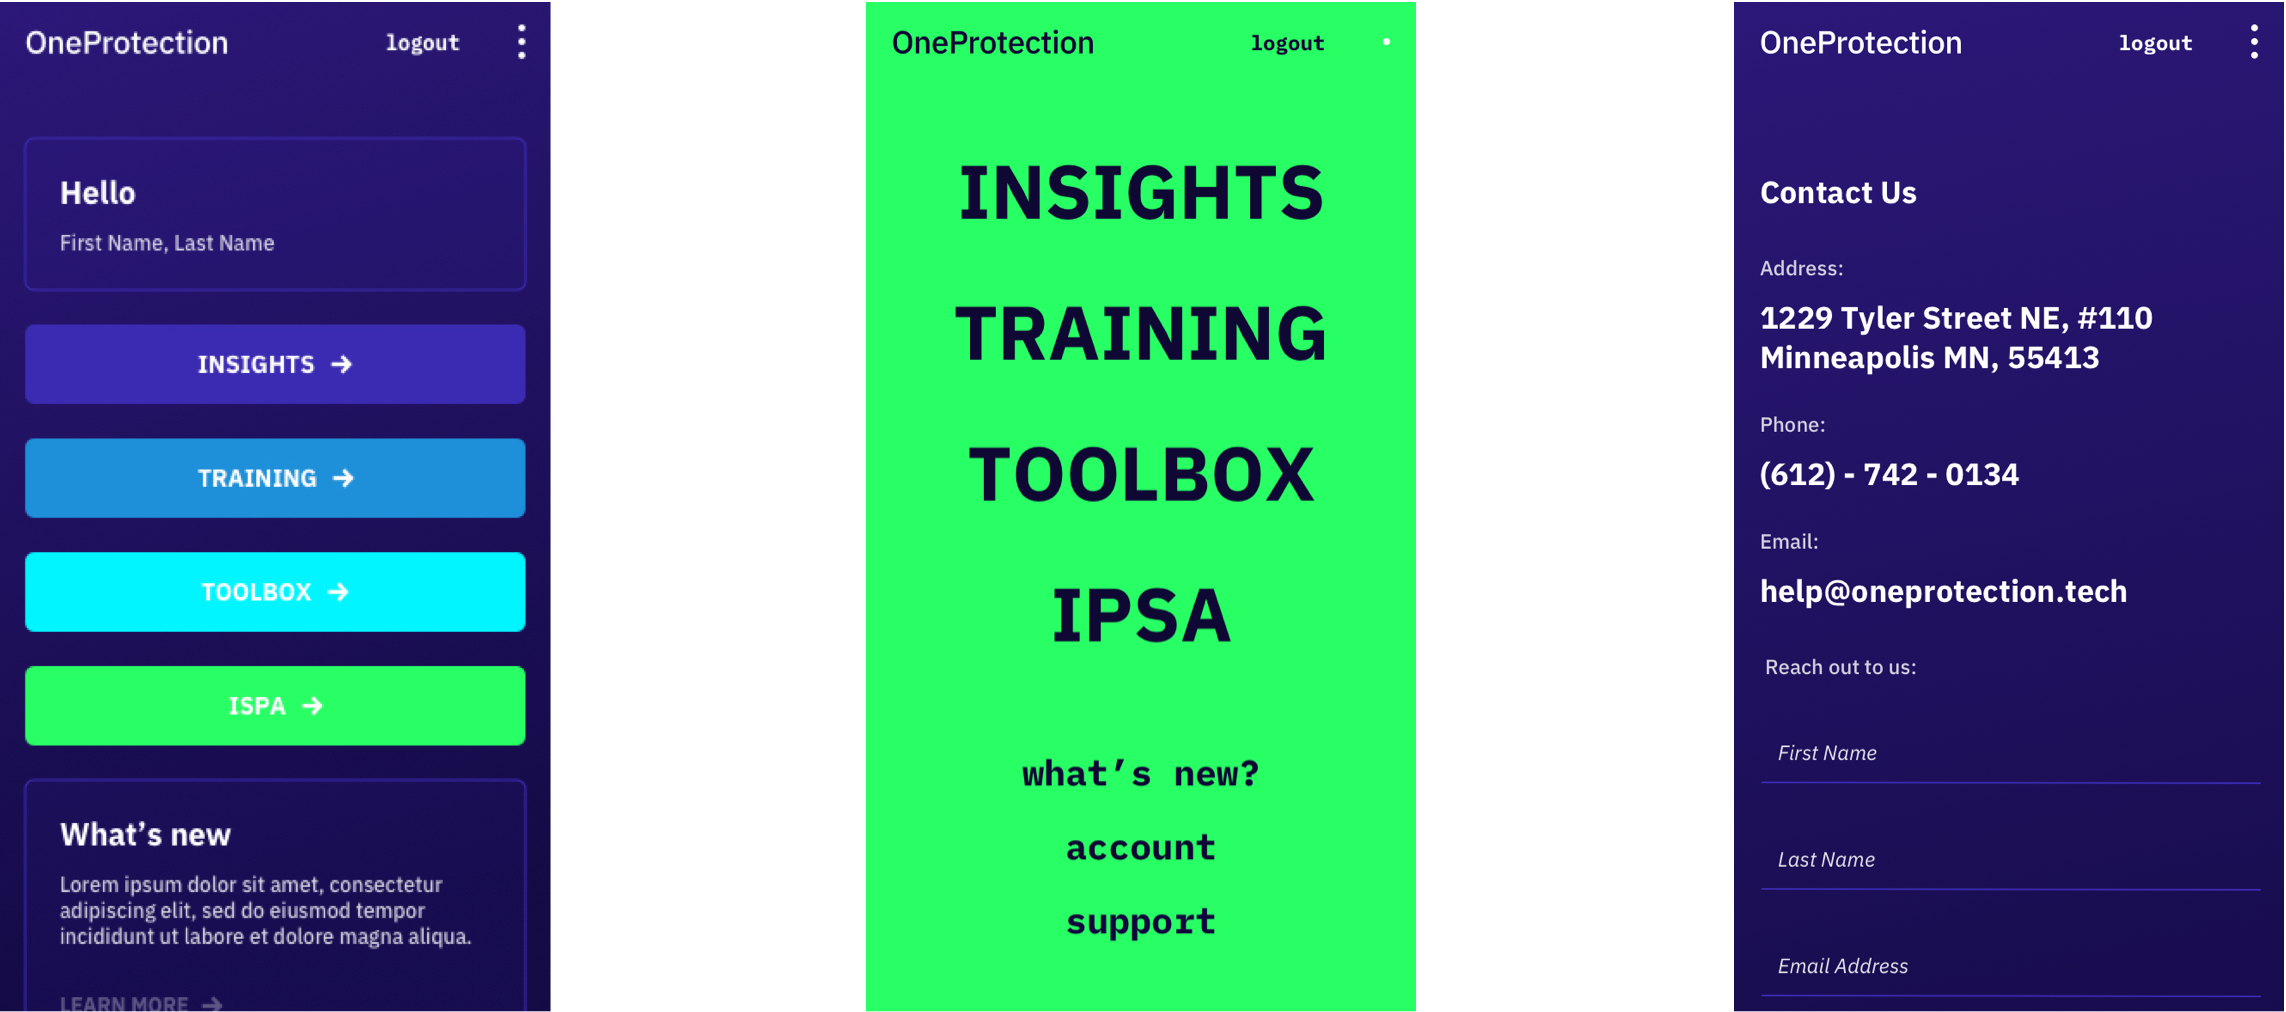 OneProtection
logout
Hello
First Name, Last Name
INSIGHTS →
TRAINING →
TOOLBOX →
ISPA →
What’s new
Lorem ipsum dolor sit amet, consectetur
adipiscing elit, sed do eiusmod tempor
incididunt ut labore et dolore magna aliqua.
LEARN MORE →
OneProtection
logout
INSIGHTS
TRAINING
TOOLBOX
IPSA
what’s new?
account
support
OneProtection
logout
Contact Us
Address:
1229 Tyler Street NE, #110
Minneapolis MN, 55413
Phone:
(612) - 742 - 0134
Email:
help@oneprotection.tech
Reach out to us:
First Name
Last Name
Email Address